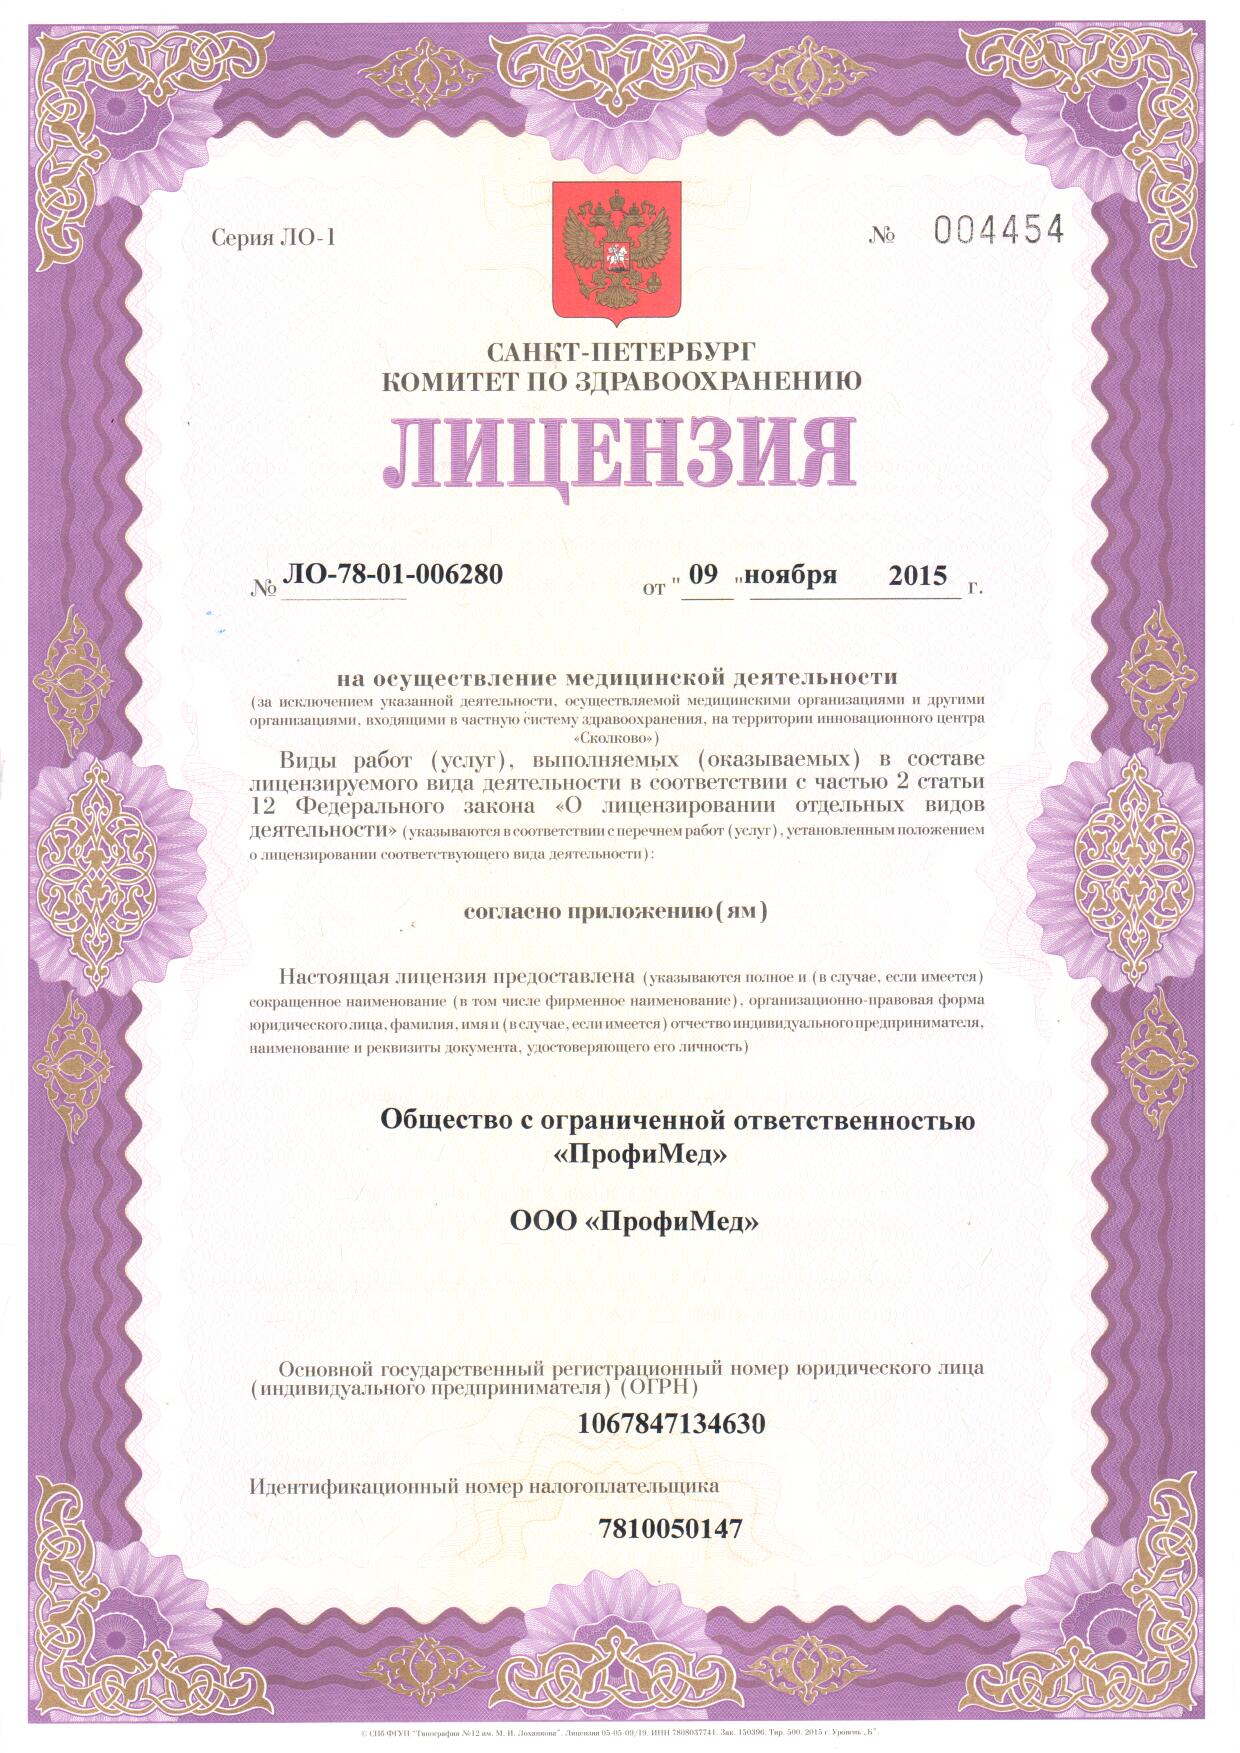 Серия ЛО-1
№ 004454
САНКТ-ПЕТЕРБУРГ
КОМИТЕТ ПО ЗДРАВООХРАНЕНИЮ
ЛИЦЕНЗИЯ
№ ЛО-78-01-006280 от "09" ноября 2015 г.
на осуществление медицинской деятельности
(за исключением указанной деятельности, осуществляемой медицинскими организациями и другими
организациями, входящими в частную систему здравоохранения, на территории инновационного центра
«Сколково»)
Виды работ (услуг), выполняемых (оказываемых) в составе
лицензируемого вида деятельности в соответствии с частью 2 статьи
12 Федерального закона «О лицензировании отдельных видов
деятельности» (указываются в соответствии с перечнем работ (услуг), установленным положением
о лицензировании соответствующего вида деятельности):
согласно приложению(ям)
Настоящая лицензия предоставлена (указываются полное и (в случае, если имеется)
сокращенное наименование (в том числе фирменное наименование), организационно-правовая форма
юридического лица, фамилия, имя и (в случае, если имеется) отчество индивидуального предпринимателя,
наименование и реквизиты документа, удостоверяющего его личность)
Общество с ограниченной ответственностью
«ПрофиМед»
ООО «ПрофиМед»
Основной государственный регистрационный номер юридического лица
(индивидуального предпринимателя) (ОГРН)
1067847134630
Идентификационный номер налогоплательщика
7810050147
© СПб ФГУП "Типография №12 им. М. И. Лоханкова". Лицензия 05-05-09/19. ИНН 7808037741. Зак. 150396. Тир. 500. 2015 г. Уровень „Б".